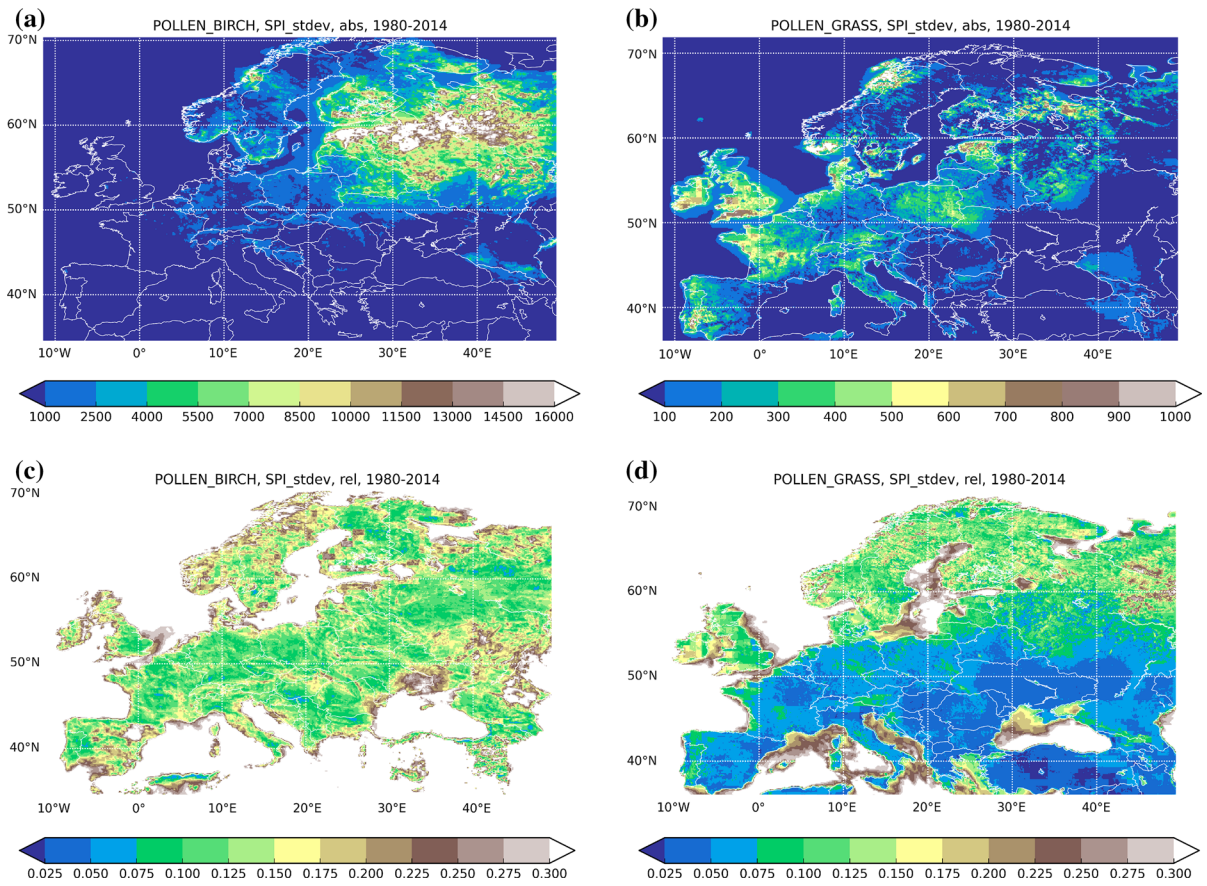 (a)
POLLEN_BIRCH, SPI_stdev, abs, 1980-2014
70°N
60°N
50°N
40°N
10°W 0° 10°E 20°E 30°E 40°E
1000 2500 4000 5500 7000 8500 10000 11500 13000 14500 16000
(b)
POLLEN_GRASS, SPI_stdev, abs, 1980-2014
70°N
60°N
50°N
40°N
10°W 0° 10°E 20°E 30°E 40°E
100 200 300 400 500 600 700 800 900 1000
(c)
POLLEN_BIRCH, SPI_stdev, rel, 1980-2014
70°N
60°N
50°N
40°N
10°W 0° 10°E 20°E 30°E 40°E
0.025 0.050 0.075 0.100 0.125 0.150 0.175 0.200 0.225 0.250 0.275 0.300
(d)
POLLEN_GRASS, SPI_stdev, rel, 1980-2014
70°N
60°N
50°N
40°N
10°W 0° 10°E 20°E 30°E 40°E
0.025 0.050 0.075 0.100 0.125 0.150 0.175 0.200 0.225 0.250 0.275 0.300